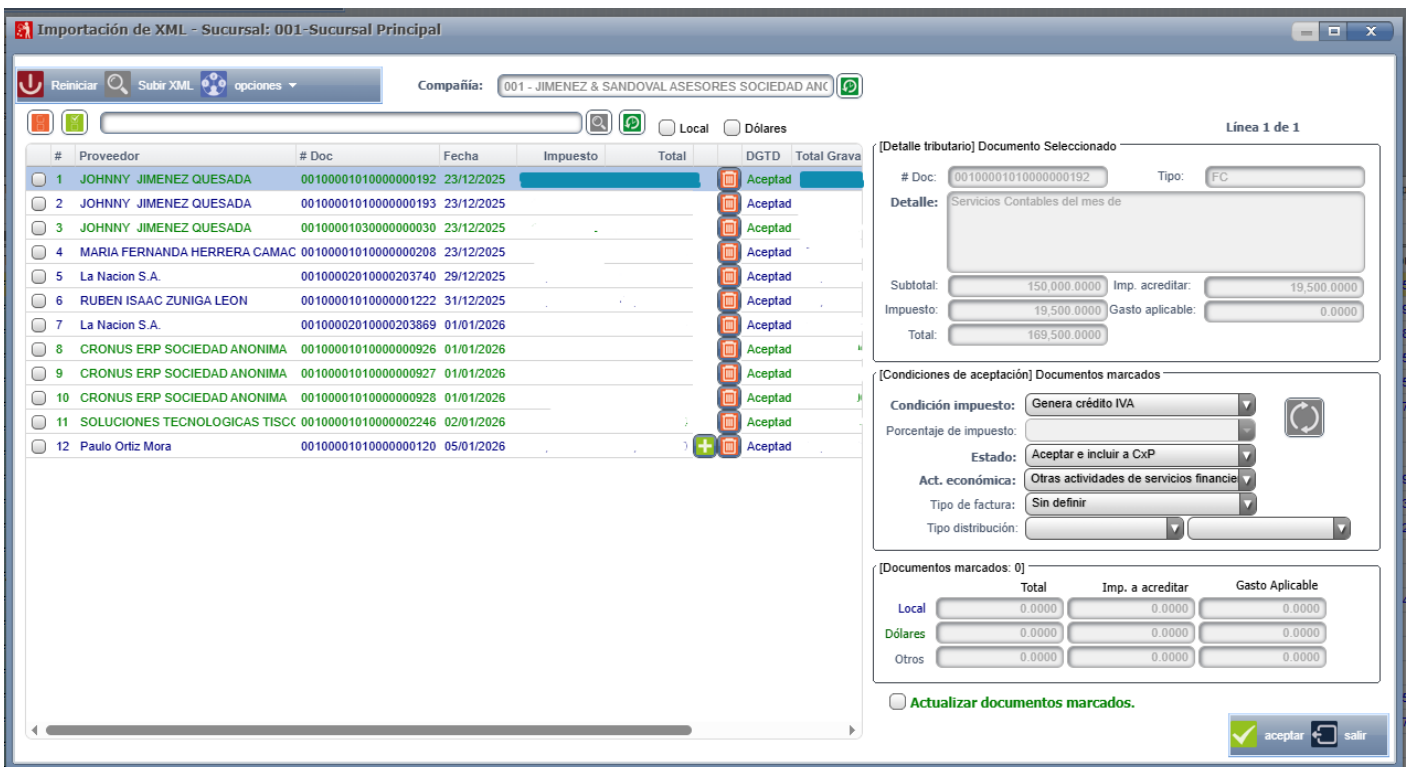 Importación de XML - Sucursal: 001-Sucursal Principal
Reiniciar Subir XML opciones
Compañía: 001 - JIMENEZ & SANDOVAL ASESORES SOCIEDAD ANC
Local Dólares
Línea 1 de 1
# Proveedor # Doc Fecha Impuesto Total DGTD Total Grava
1 JOHNNY JIMENEZ QUESADA 00100001010000000192 23/12/2025 Aceptad
2 JOHNNY JIMENEZ QUESADA 00100001010000000193 23/12/2025 Aceptad
3 JOHNNY JIMENEZ QUESADA 00100001030000000030 23/12/2025 Aceptad
4 MARIA FERNANDA HERRERA CAMAC 00100001010000000208 23/12/2025 Aceptad
5 La Nacion S.A. 00100002010000203740 29/12/2025 Aceptad
6 RUBEN ISAAC ZUNIGA LEON 00100001010000001222 31/12/2025 Aceptad
7 La Nacion S.A. 00100002010000203869 01/01/2026 Aceptad
8 CRONUS ERP SOCIEDAD ANONIMA 00100001010000000926 01/01/2026 Aceptad
9 CRONUS ERP SOCIEDAD ANONIMA 00100001010000000927 01/01/2026 Aceptad
10 CRONUS ERP SOCIEDAD ANONIMA 00100001010000000928 01/01/2026 Aceptad
11 SOLUCIONES TECNOLOGICAS TISCO 00100001010000002246 02/01/2026 Aceptad
12 Paulo Ortiz Mora 00100001010000000120 05/01/2026 Aceptad
[Detalle tributario] Documento Seleccionado
# Doc: 00100001010000000192 Tipo: FC
Detalle: Servicios Contables del mes de
Subtotal: 150,000.0000 Imp. acreditar: 19,500.0000
Impuesto: 19,500.0000 Gasto aplicable: 0.0000
Total: 169,500.0000
[Condiciones de aceptación] Documentos marcados
Condición impuesto: Genera crédito IVA
Porcentaje de impuesto:
Estado: Aceptar e incluir a CxP
Act. económica: Otras actividades de servicios financie
Tipo de factura: Sin definir
Tipo distribución:
[Documentos marcados: 0]
Total Imp. a acreditar Gasto Aplicable
Local 0.0000 0.0000 0.0000
Dólares 0.0000 0.0000 0.0000
Otros 0.0000 0.0000 0.0000
Actualizar documentos marcados.
aceptar salir